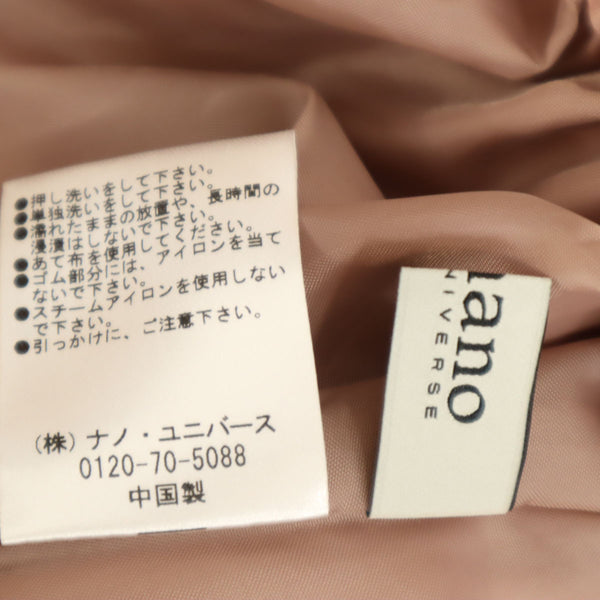 ●押し洗いをして下さい。
●単独洗いをして下さい。
●濡れたままの放置や、長時間の
浸漬はしないで下さい。
●あて布を使用してください。
●ゴム部分には、アイロンを当て
ないで下さい。
●スチームアイロンを使用しない
で下さい。
●引っかけに、ご注意下さい。
(株)ナノ・ユニバース
0120-70-5088
中国製
nano
NIVERSE